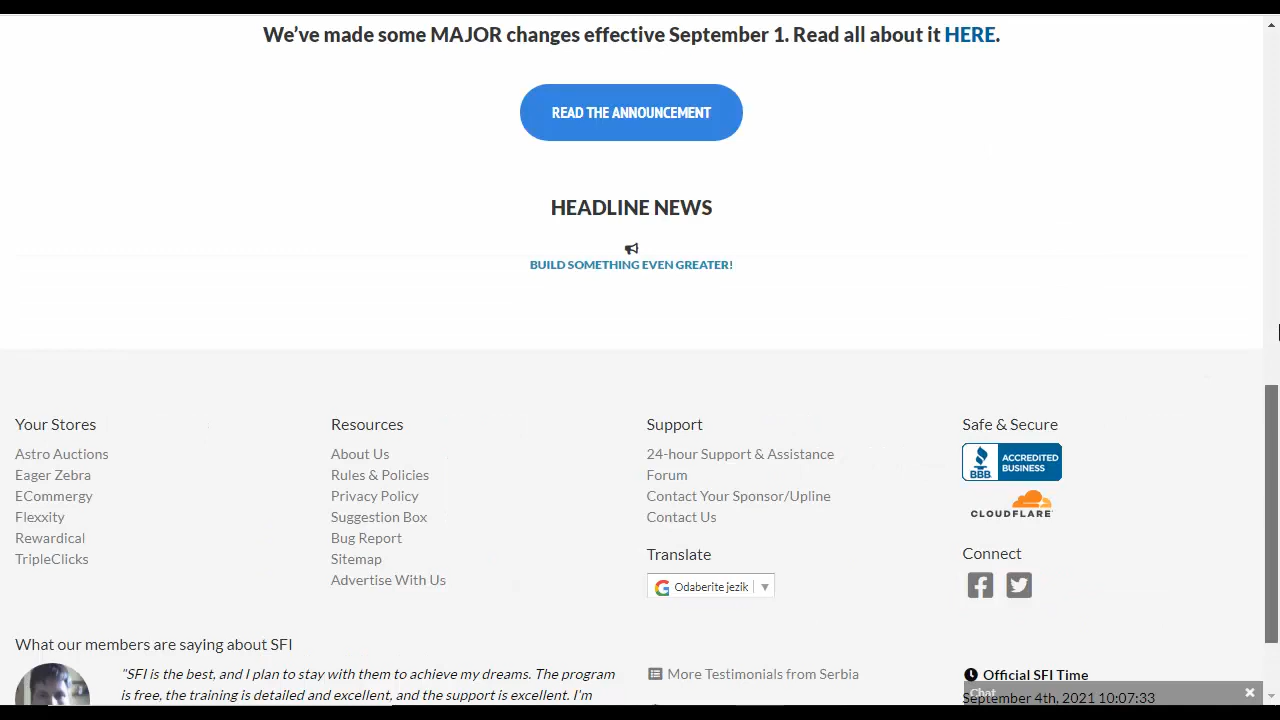 We've made some MAJOR changes effective September 1. Read all about it HERE.
READ THE ANNOUNCEMENT
HEADLINE NEWS
BUILD SOMETHING EVEN GREATER!
Your Stores
Astro Auctions
Eager Zebra
ECommergy
Flexxity
Rewardical
TripleClicks
Resources
About Us
Rules & Policies
Privacy Policy
Suggestion Box
Bug Report
Sitemap
Advertise With Us
Support
24-hour Support & Assistance
Forum
Contact Your Sponsor/Upline
Contact Us
Translate
Odaberite jezik
Safe & Secure
BBB
ACCREDITED
BUSINESS
CLOUDFLARE
Connect
What our members are saying about SFI
"SFI is the best, and I plan to stay with them to achieve my dreams. The program
is free, the training is detailed and excellent, and the support is excellent. I'm
More Testimonials from Serbia
Official SFI Time
September 4th, 2021 10:07:33
Chat